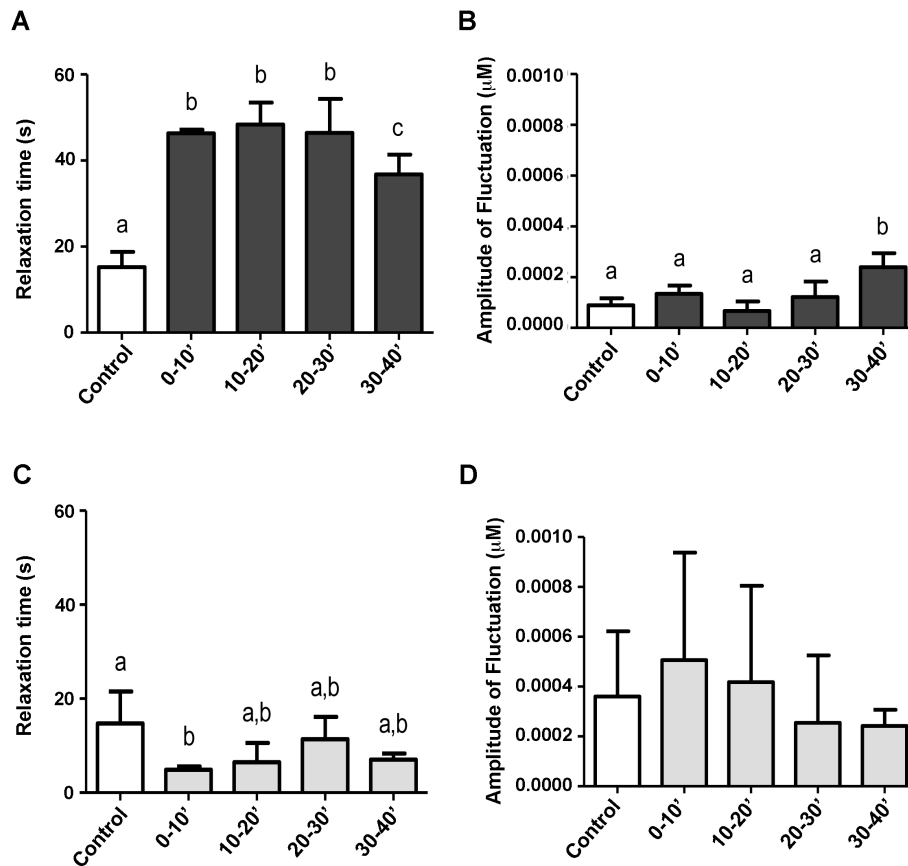 A
Relaxation time (s)
60
40
20
0
a
b
b
b
c
Control
0-10’
10-20’
20-30’
30-40’
B
Amplitude of Fluctuation (μM)
0.0010
0.0008
0.0006
0.0004
0.0002
0.0000
a
a
a
a
b
Control
0-10’
10-20’
20-30’
30-40’
C
Relaxation time (s)
60
40
20
0
a
b
a,b
a,b
a,b
Control
0-10’
10-20’
20-30’
30-40’
D
Amplitude of Fluctuation (μM)
0.0010
0.0008
0.0006
0.0004
0.0002
0.0000
Control
0-10’
10-20’
20-30’
30-40’